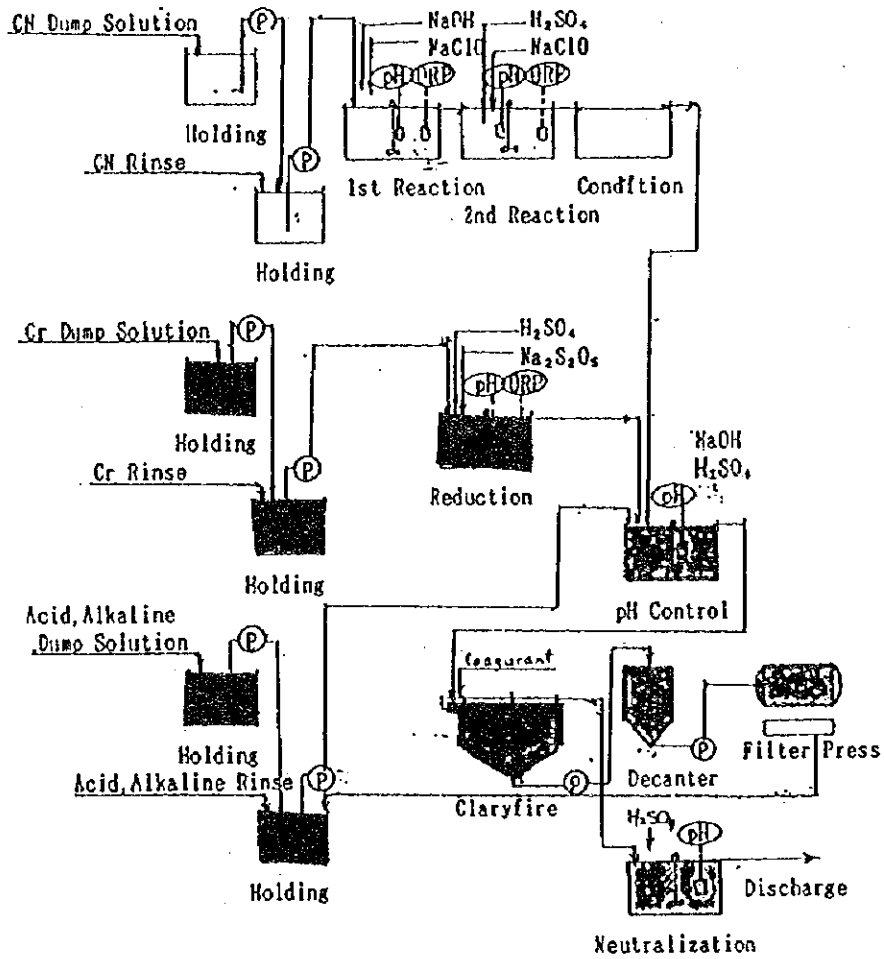 CN Dump Solution
P
NaOH
NaClO
H₂SO₄
NaClO
pH
ORP
pH
ORP
Holding
CN Rinse
P
1st Reaction
2nd Reaction
Condition
Holding
Cr Dump Solution
P
H₂SO₄
Na₂S₂O₅
pH
ORP
Holding
Cr Rinse
P
Reduction
NaOH
H₂SO₄
pH
Holding
pH Control
Acid,Alkaline
Dump Solution
P
Coagurant
Holding
P
Filter Press
Decanter
Acid,Alkaline Rinse
P
P
Claryfire
H₂SO₄
pH
Holding
Discharge
Neutralization